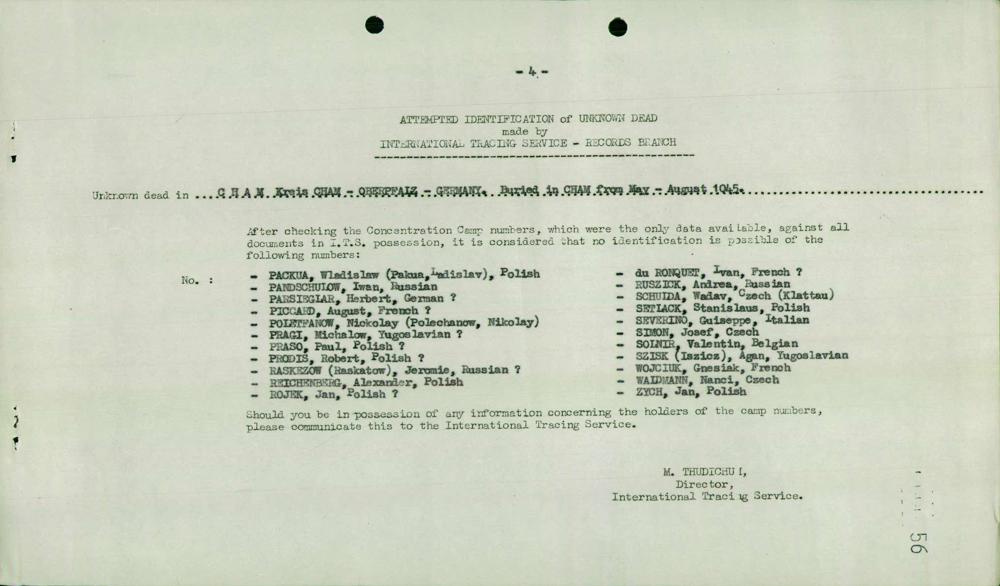 - 4 -
ATTEMPTED IDENTIFICATION of UNKNOWN DEAD
made by
INTERNATIONAL TRACING SERVICE - RECORDS BRANCH
Unknown dead in ... C H A M, Kreis CHAM - OBERPFALZ - GERMANY. Buried in CHAM from May - August 1945.
After checking the Concentration Camp numbers, which were the only data available, against all
documents in I.T.S. possession, it is considered that no identification is possible of the
following numbers:
No. :
- PACKUA, Wladislaw (Pakua, Ladislav), Polish
- PANDSCHULOW, Iwan, Russian
- PARSIEGLAR, Herbert, German ?
- PICCARD, August, French ?
- POLETFANOW, Nickolay (Polechanow, Nikolay)
- PRAGI, Michalow, Yugoslavian ?
- PRASO, Paul, Polish ?
- PRODIS, Robert, Polish ?
- RASKEZOW (Raskatow), Jeromie, Russian ?
- REICHENBERG, Alexander, Polish
- ROJEK, Jan, Polish ?
- du RONQUET, Ivan, French ?
- RUSZICK, Andrea, Russian
- SCHUIDA, Wadav, Czech (Klattau)
- SETLACK, Stanislaus, Polish
- SEVERINO, Guiseppe, Italian
- SIMON, Josef, Czech
- SOLNIR, Valentin, Belgian
- SZISK (Iszicz), Agan, Yugoslavian
- WOJCIUK, Gnesiak, French
- WAIDMANN, Nanci, Czech
- ZYCH, Jan, Polish
Should you be in possession of any information concerning the holders of the camp numbers,
please communicate this to the International Tracing Service.
M. THUDICHUM,
Director,
International Tracing Service.
56